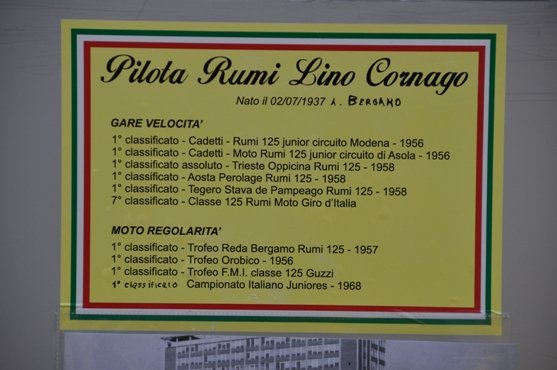 Pilota Rumi Lino Cornago
Nato il 02/07/1937 A. BERGAMO
GARE VELOCITA'
1° classificato - Cadetti - Rumi 125 junior circuito Modena - 1956
1° classificato - Cadetti - Moto Rumi 125 junior circuito di Asola - 1956
1° classificato assoluto - Trieste Oppicina Rumi 125 - 1958
1° classificato - Aosta Perolage Rumi 125 - 1958
1° classificato - Tegero Stava de Pampeago Rumi 125 - 1958
7° classificato - Classe 125 Rumi Moto Giro d'Italia
MOTO REGOLARITA'
1° classificato - Trofeo Reda Bergamo Rumi 125 - 1957
1° classificato - Trofeo Orobico - 1956
1° classificato - Trofeo F.M.I. classe 125 Guzzi
1° classificato Campionato Italiano Juniores - 1968